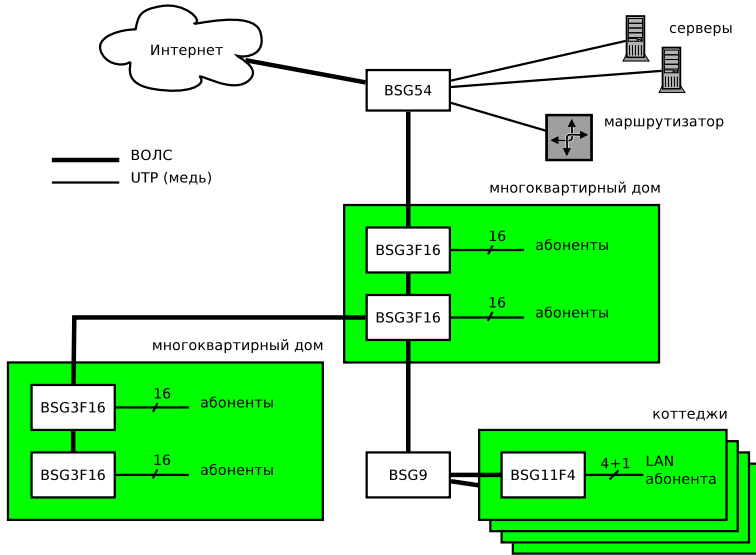 Интернет
серверы
BSG54
маршрутизатор
ВОЛС
UTP (медь)
многоквартирный дом
BSG3F16
16
абоненты
BSG3F16
16
абоненты
многоквартирный дом
BSG3F16
16
абоненты
BSG3F16
16
абоненты
коттеджи
BSG9
BSG11F4
4+1
LAN
абонента